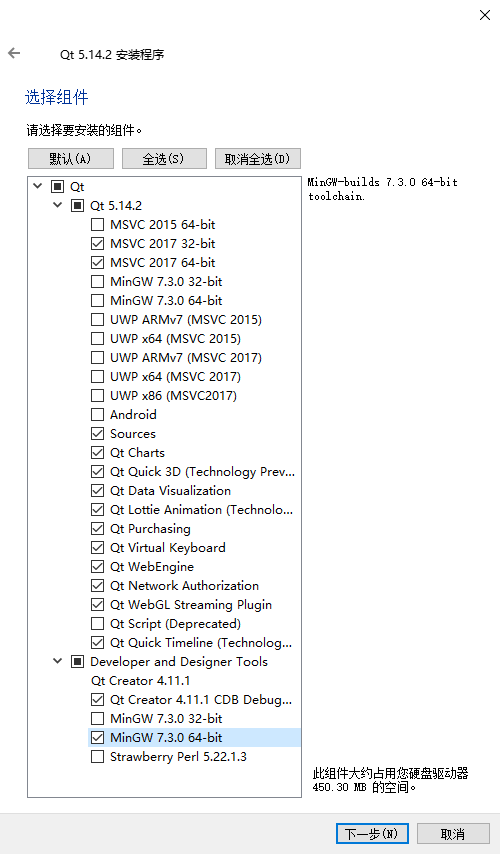 Qt 5.14.2 安装程序
选择组件
请选择要安装的组件。
默认(A)
全选(S)
取消全选(D)
Qt
Qt 5.14.2
MSVC 2015 64-bit
MSVC 2017 32-bit
MSVC 2017 64-bit
MinGW 7.3.0 32-bit
MinGW 7.3.0 64-bit
UWP ARMv7 (MSVC 2015)
UWP x64 (MSVC 2015)
UWP ARMv7 (MSVC 2017)
UWP x64 (MSVC 2017)
UWP x86 (MSVC2017)
Android
Sources
Qt Charts
Qt Quick 3D (Technology Prev...
Qt Data Visualization
Qt Lottie Animation (Technolo...
Qt Purchasing
Qt Virtual Keyboard
Qt WebEngine
Qt Network Authorization
Qt WebGL Streaming Plugin
Qt Script (Deprecated)
Qt Quick Timeline (Technolog...
Developer and Designer Tools
Qt Creator 4.11.1
Qt Creator 4.11.1 CDB Debug...
MinGW 7.3.0 32-bit
MinGW 7.3.0 64-bit
Strawberry Perl 5.22.1.3
MinGW-builds 7.3.0 64-bit
toolchain.
此组件大约占用您硬盘驱动器
450.30 MB 的空间。
下一步(N)
取消